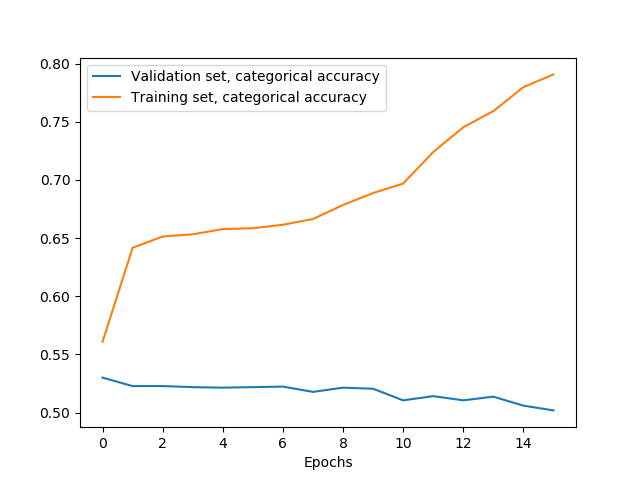 Validation set, categorical accuracy
Training set, categorical accuracy
0.80
0.75
0.70
0.65
0.60
0.55
0.50
0 2 4 6 8 10 12 14
Epochs